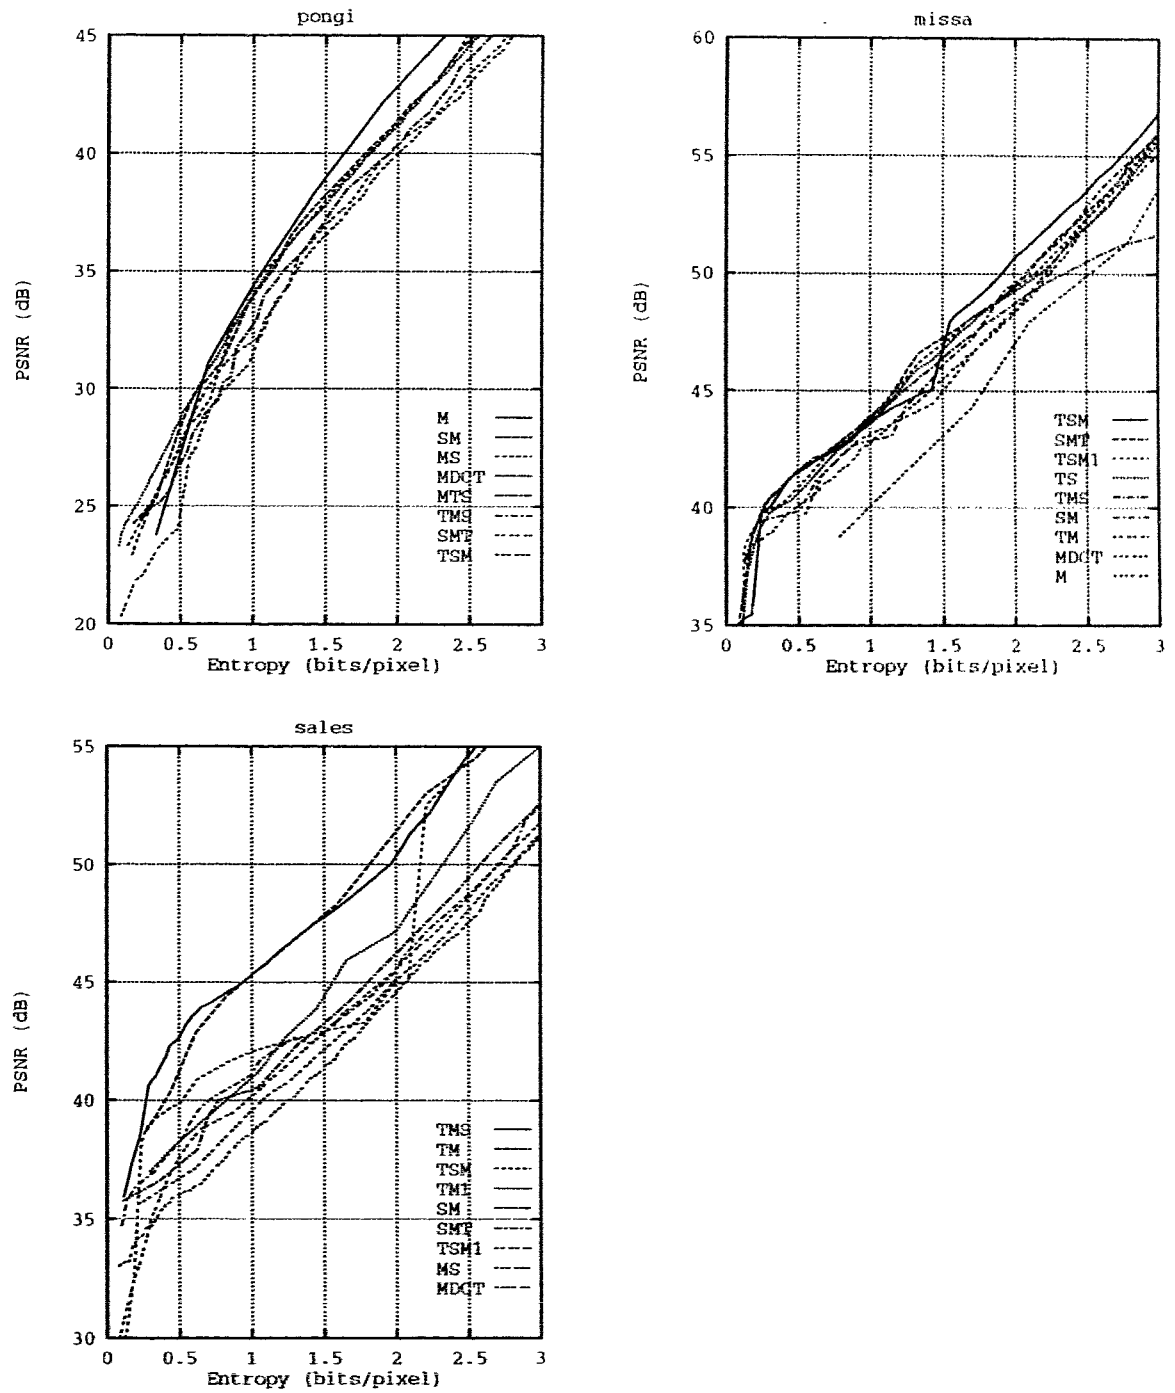 pongi
45
40
35
30
25
20
PSNR (dB)
M
SM
MS
MDCT
MTS
TMS
SMT
TSM
0 0.5 1 1.5 2 2.5 3
Entropy (bits/pixel)
missa
60
55
50
45
40
35
PSNR (dB)
TSM
SMT
TSM1
TS
TMS
SM
TM
MDCT
M
0 0.5 1 1.5 2 2.5 3
Entropy (bits/pixel)
sales
55
50
45
40
35
30
PSNR (dB)
TMS
TM
TSM
TM1
SM
SMT
TSM1
MS
MDCT
0 0.5 1 1.5 2 2.5 3
Entropy (bits/pixel)